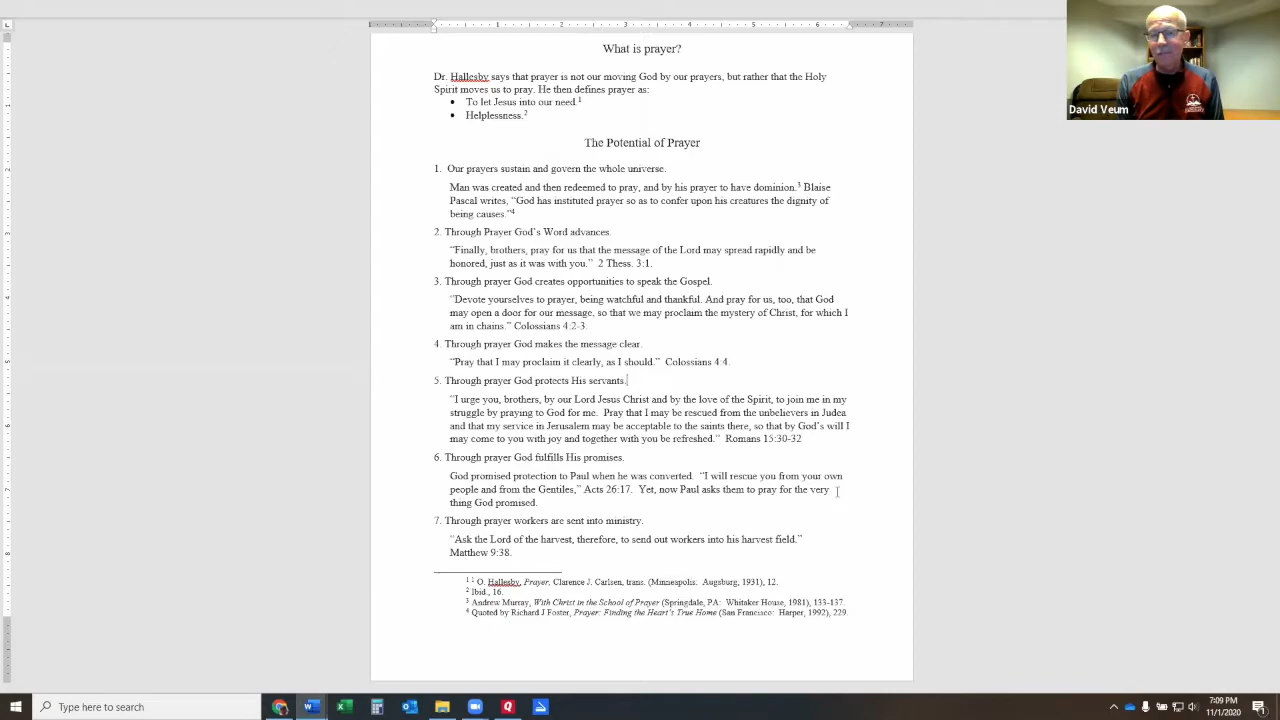 What is prayer?
Dr. Hallesby says that prayer is not our moving God by our prayers, but rather that the Holy
Spirit moves us to pray. He then defines prayer as:
• To let Jesus into our need.1
• Helplessness.2
The Potential of Prayer
1. Our prayers sustain and govern the whole universe.
Man was created and then redeemed to pray, and by his prayer to have dominion.3 Blaise
Pascal writes, “God has instituted prayer so as to confer upon his creatures the dignity of
being causes.”4
2. Through Prayer God’s Word advances.
“Finally, brothers, pray for us that the message of the Lord may spread rapidly and be
honored, just as it was with you.” 2 Thess. 3:1.
3. Through prayer God creates opportunities to speak the Gospel.
“Devote yourselves to prayer, being watchful and thankful. And pray for us, too, that God
may open a door for our message, so that we may proclaim the mystery of Christ, for which I
am in chains.” Colossians 4:2-3.
4. Through prayer God makes the message clear.
“Pray that I may proclaim it clearly, as I should.” Colossians 4:4.
5. Through prayer God protects His servants.
“I urge you, brothers, by our Lord Jesus Christ and by the love of the Spirit, to join me in my
struggle by praying to God for me. Pray that I may be rescued from the unbelievers in Judea
and that my service in Jerusalem may be acceptable to the saints there, so that by God’s will I
may come to you with joy and together with you be refreshed.” Romans 15:30-32
6. Through prayer God fulfills His promises.
God promised protection to Paul when he was converted. “I will rescue you from your own
people and from the Gentiles,” Acts 26:17. Yet, now Paul asks them to pray for the very
thing God promised.
7. Through prayer workers are sent into ministry.
“Ask the Lord of the harvest, therefore, to send out workers into his harvest field.”
Matthew 9:38.
1 1 O. Hallesby, Prayer, Clarence J. Carlsen, trans. (Minneapolis: Augsburg, 1931), 12.
2 Ibid., 16.
3 Andrew Murray, With Christ in the School of Prayer (Springdale, PA: Whitaker House, 1981), 133-137.
4 Quoted by Richard J Foster, Prayer: Finding the Heart’s True Home (San Francisco: Harper, 1992), 229.
David Veum
Type here to search
7:09 PM
11/1/2020